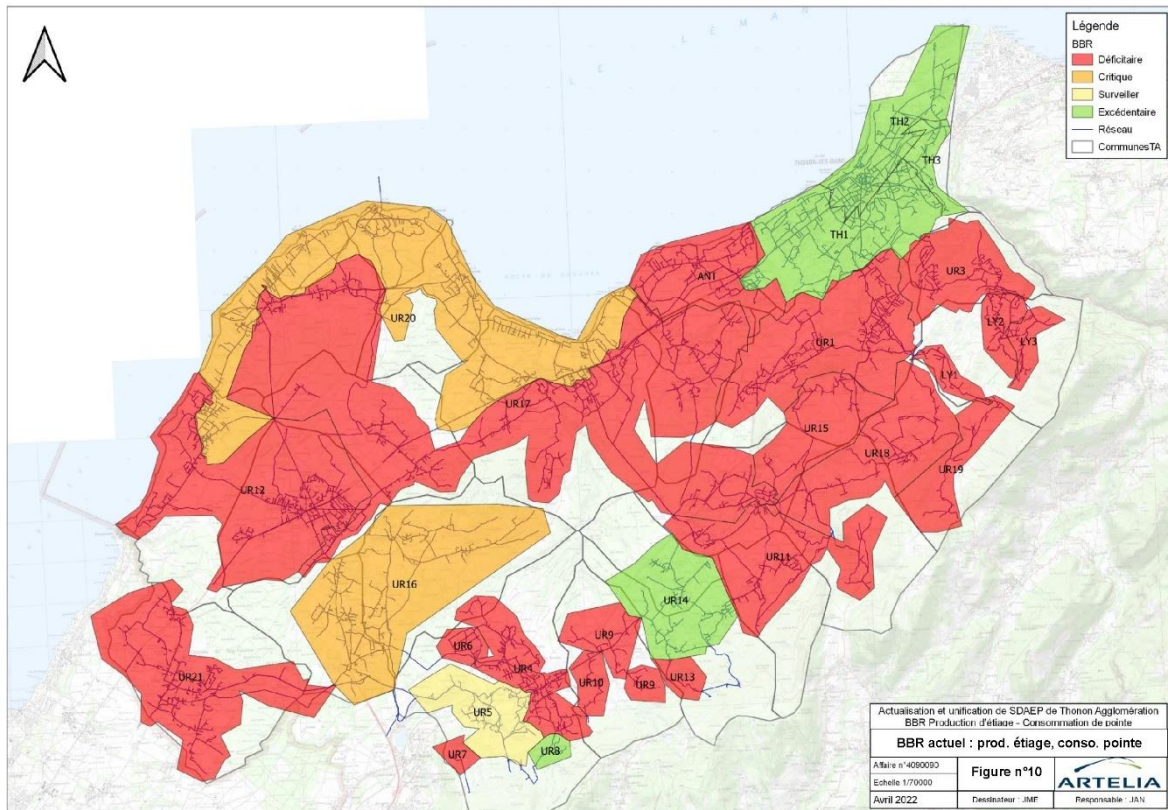 L É M A N
Légende
BBR
Déficitaire
Critique
Surveiller
Excédentaire
Réseau
CommunesTA
TH2
TH3
TH1
ANT
UR3
UR20
LY2
UR1
LY3
LY1
UR17
UR15
UR18
UR19
UR12
UR11
UR16
UR14
UR6
UR9
UR4
UR21
UR10
UR9
UR13
UR5
UR7
UR8
Actualisation et unification de SDAEP de Thonon Agglomération
BBR Production d'étiage - Consommation de pointe
BBR actuel : prod. étiage, conso. pointe
Affaire n°4090090
Echelle 1/70000
Figure n°10
ARTELIA
Avril 2022
Dessinateur : JME
Responsable : JAN